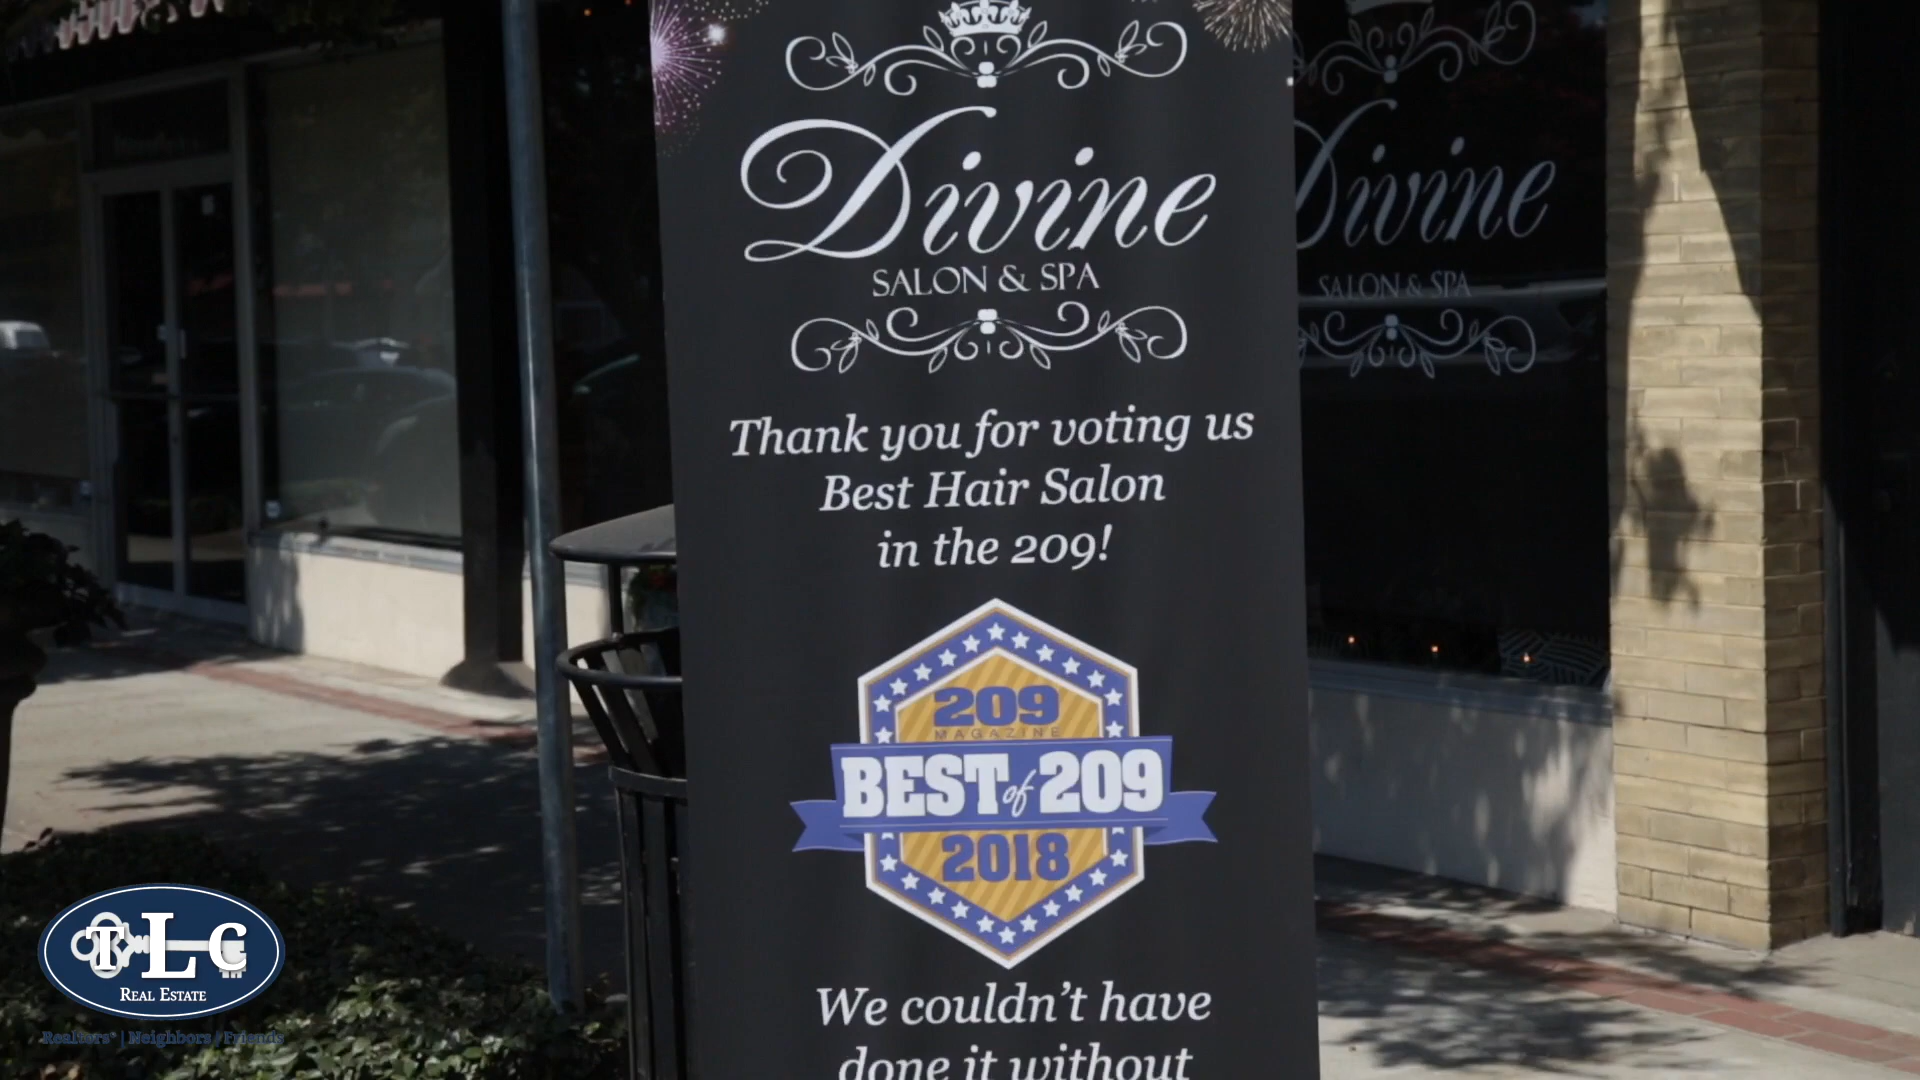 Divine
SALON & SPA
Thank you for voting us
Best Hair Salon
in the 209!
209
MAGAZINE
BEST of 209
2018
We couldn't have
done it without
Divine
SALON & SPA
TLC
REAL ESTATE
Realtors® | Neighbors | Friends